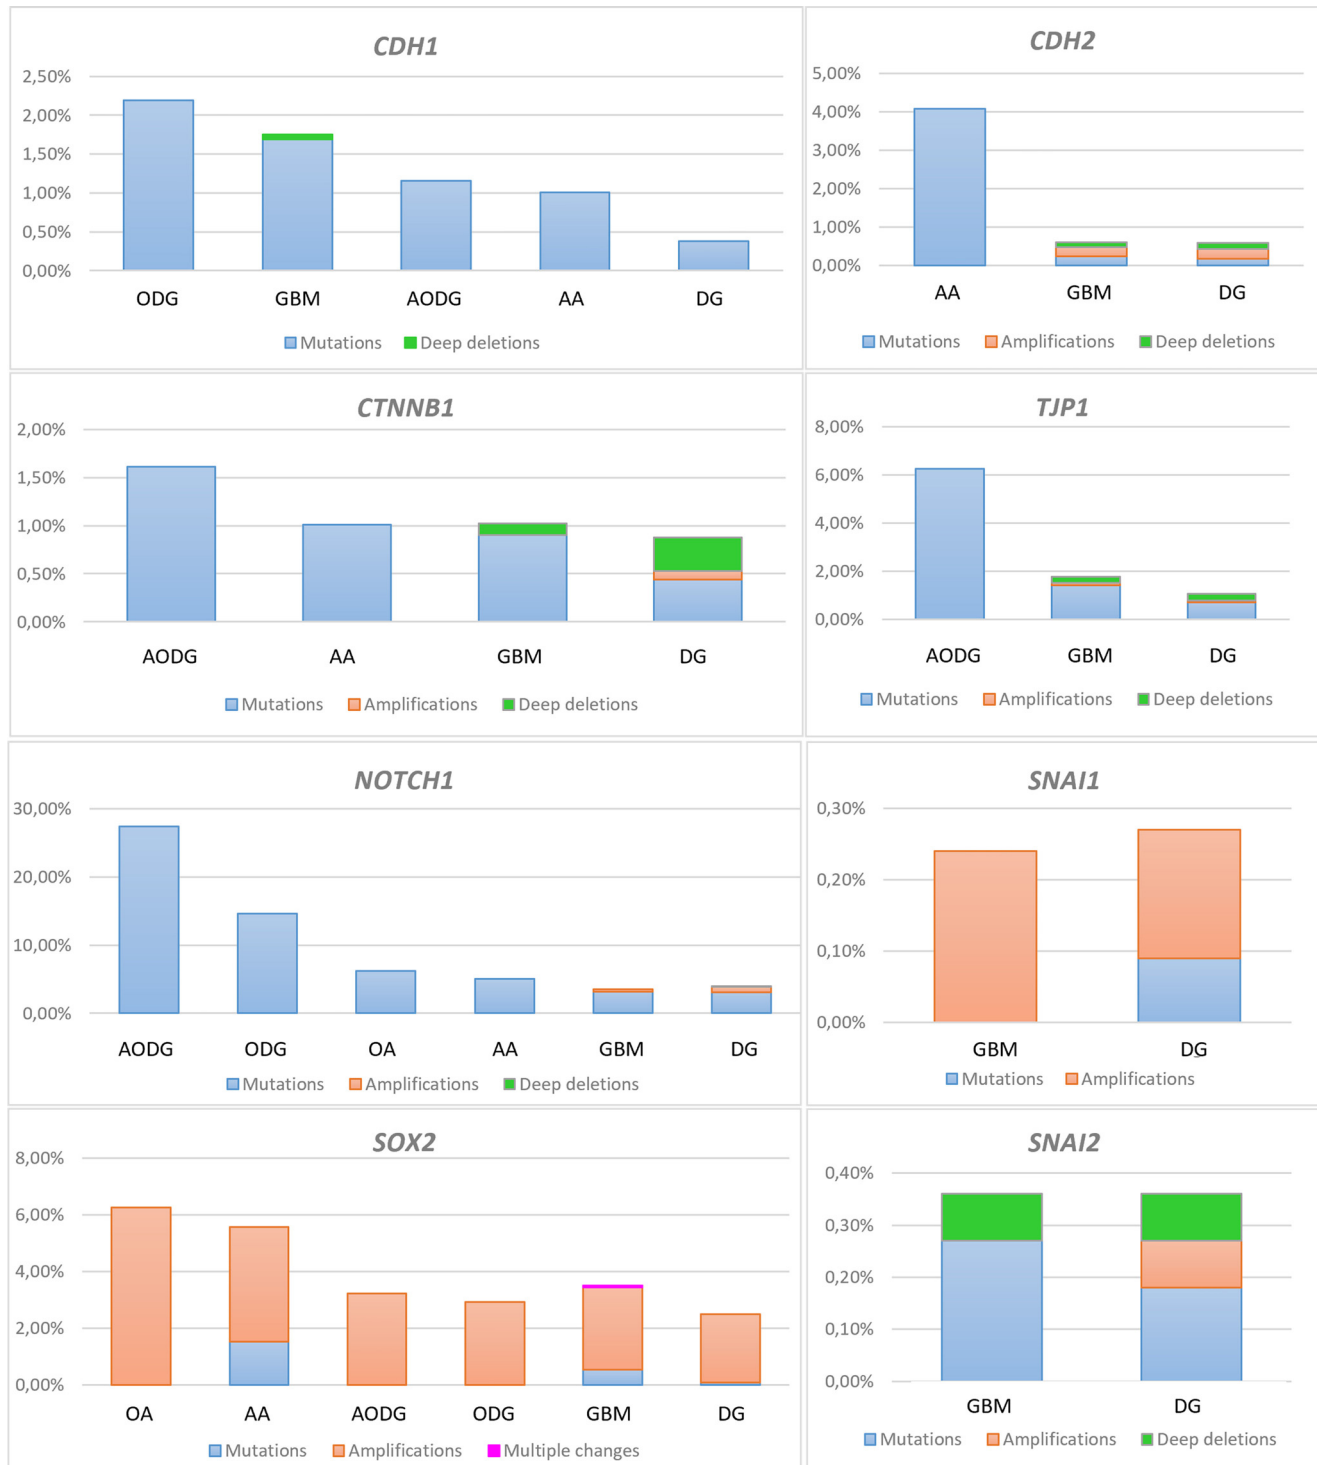 CDH1
2,50%
2,00%
1,50%
1,00%
0,50%
0,00%
ODG GBM AODG AA DG
Mutations Deep deletions
CDH2
5,00%
4,00%
3,00%
2,00%
1,00%
0,00%
AA GBM DG
Mutations Amplifications Deep deletions
CTNNB1
2,00%
1,50%
1,00%
0,50%
0,00%
AODG AA GBM DG
Mutations Amplifications Deep deletions
TJP1
8,00%
6,00%
4,00%
2,00%
0,00%
AODG GBM DG
Mutations Amplifications Deep deletions
NOTCH1
30,00%
20,00%
10,00%
0,00%
AODG ODG OA AA GBM DG
Mutations Amplifications Deep deletions
SNAI1
0,30%
0,20%
0,10%
0,00%
GBM DG
Mutations Amplifications
SOX2
8,00%
6,00%
4,00%
2,00%
0,00%
OA AA AODG ODG GBM DG
Mutations Amplifications Multiple changes
SNAI2
0,40%
0,30%
0,20%
0,10%
0,00%
GBM DG
Mutations Amplifications Deep deletions